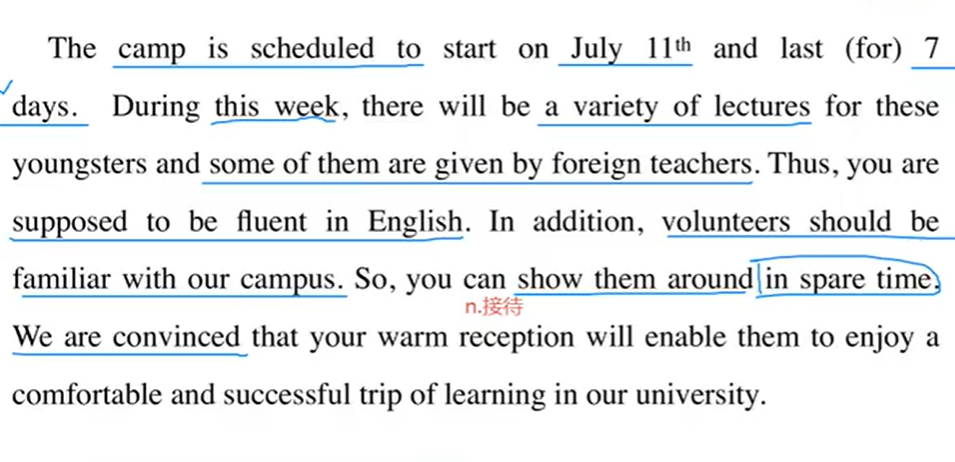 The camp is scheduled to start on July 11th and last (for) 7
days. During this week, there will be a variety of lectures for these
youngsters and some of them are given by foreign teachers. Thus, you are
supposed to be fluent in English. In addition, volunteers should be
familiar with our campus. So, you can show them around in spare time.
n.接待
We are convinced that your warm reception will enable them to enjoy a
comfortable and successful trip of learning in our university.